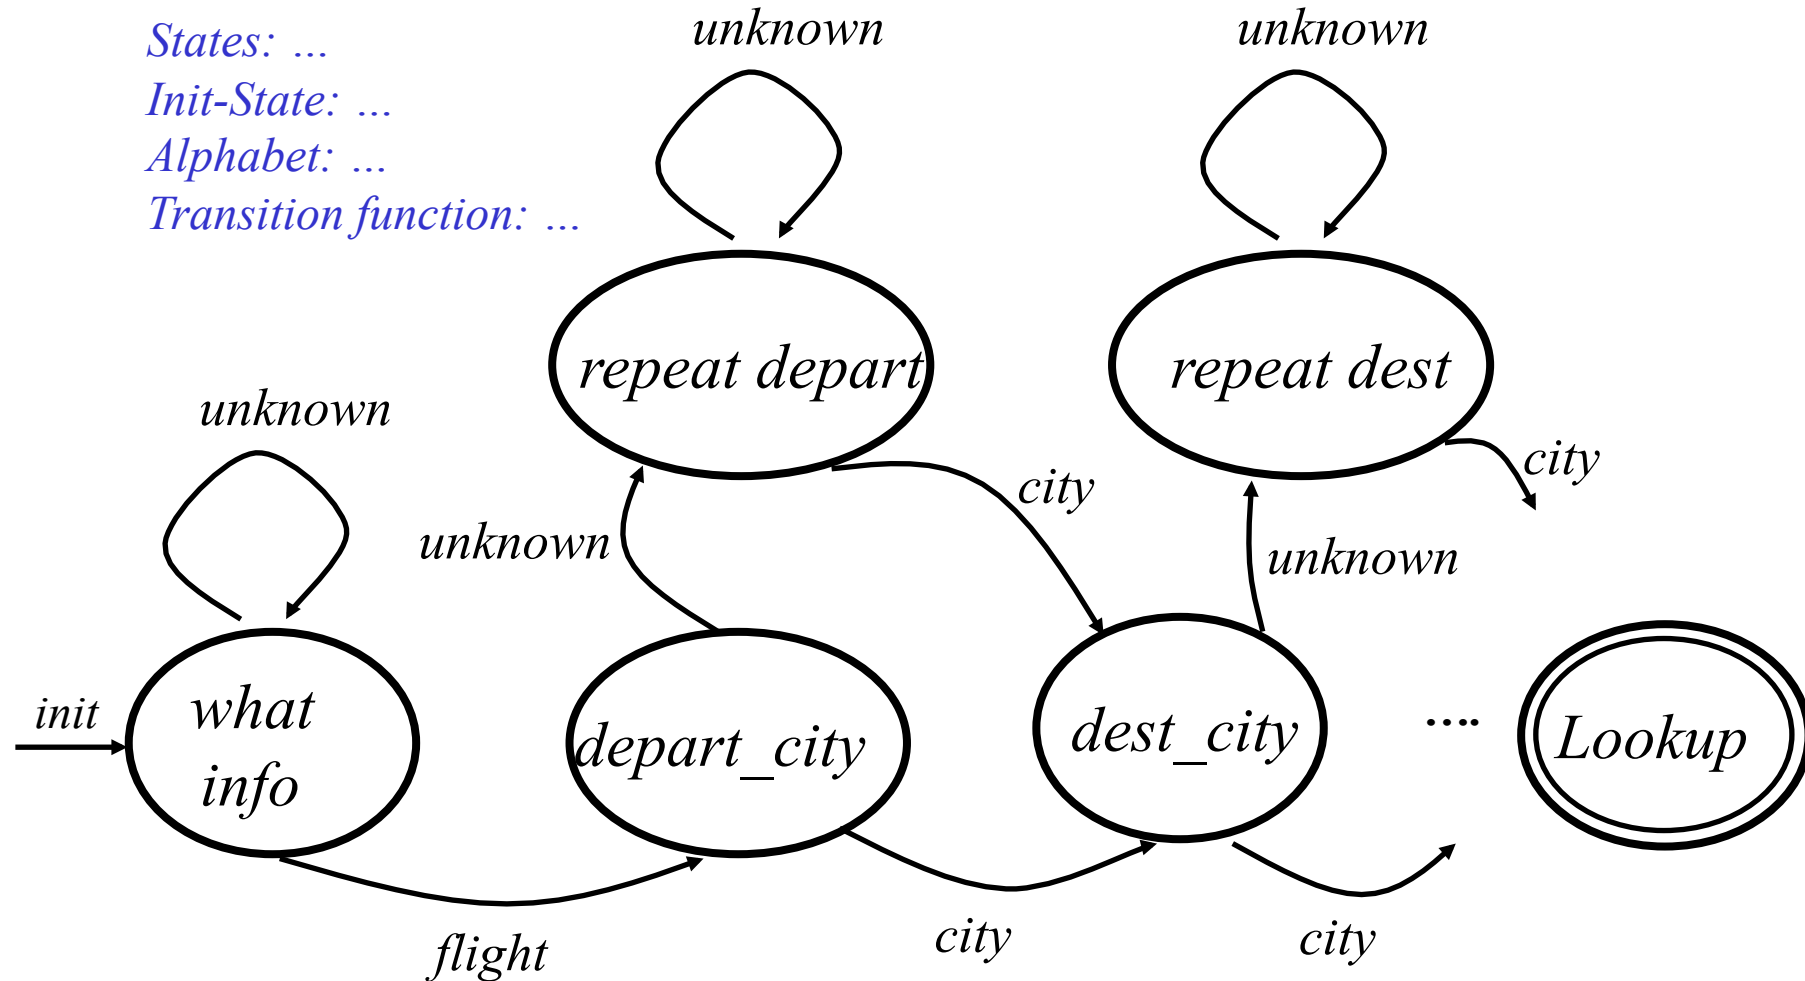 States: ...
Init-State: ...
Alphabet: ...
Transition function: ...
unknown
unknown
repeat depart
repeat dest
unknown
city
city
unknown
unknown
init
what
info
depart_city
dest_city
....
Lookup
flight
city
city